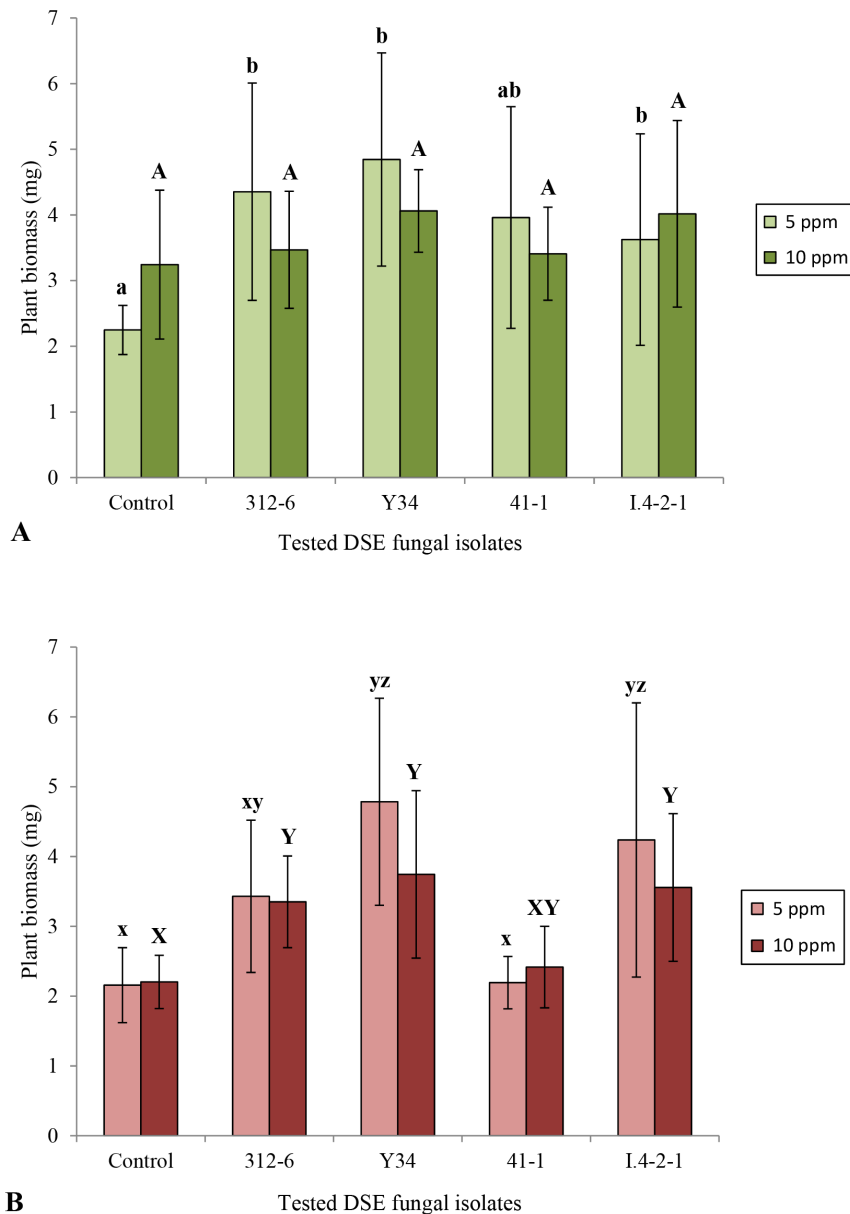 7
6
5
4
3
2
1
0
Plant biomass (mg)
a
A
b
A
b
A
ab
A
b
A
5 ppm
10 ppm
Control 312-6 Y34 41-1 I.4-2-1
A
Tested DSE fungal isolates
7
6
5
4
3
2
1
0
Plant biomass (mg)
x
X
xy
Y
yz
Y
x
XY
yz
Y
5 ppm
10 ppm
Control 312-6 Y34 41-1 I.4-2-1
B
Tested DSE fungal isolates